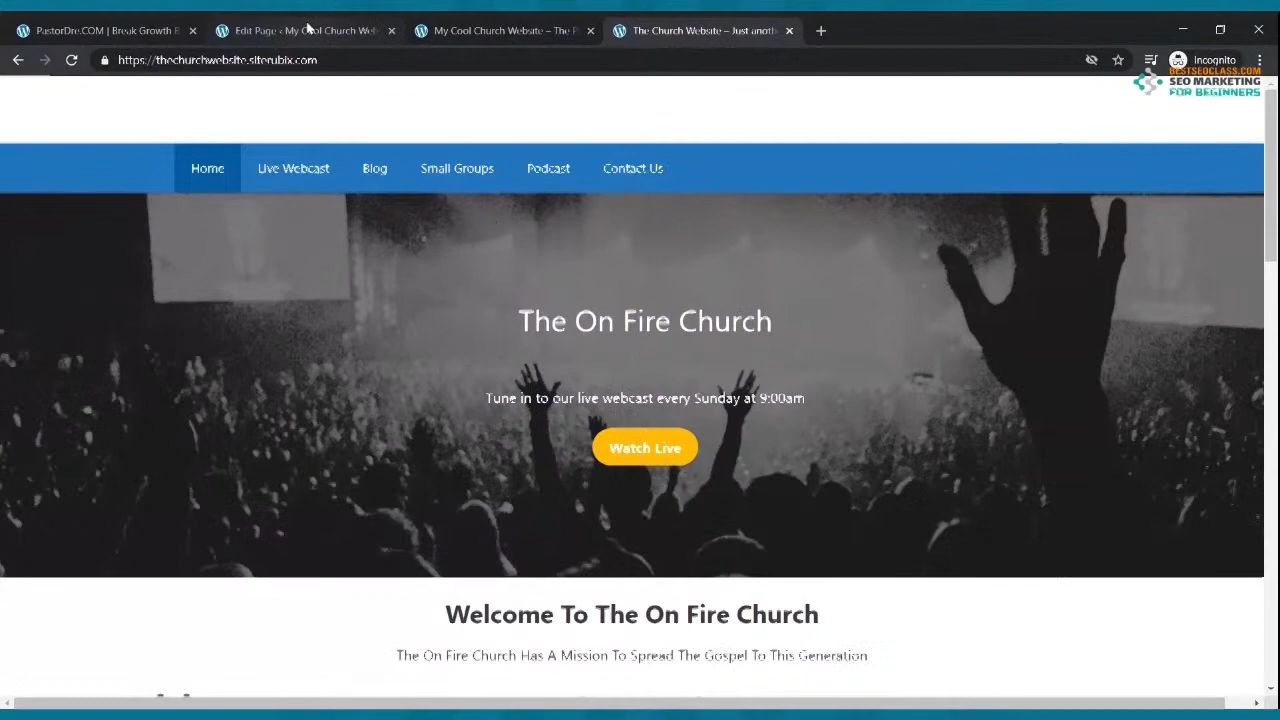 PastorDre.COM | Break Growth B
Edit Page ‹ My Cool Church Web
My Cool Church Website – The P
The Church Website – Just anoth
https://thechurchwebsite.siterubix.com
Incognito
BESTSEOCLASS.COM
SEO MARKETING
FOR BEGINNERS
Home
Live Webcast
Blog
Small Groups
Podcast
Contact Us
The On Fire Church
Tune in to our live webcast every Sunday at 9:00am
Watch Live
Welcome To The On Fire Church
The On Fire Church Has A Mission To Spread The Gospel To This Generation